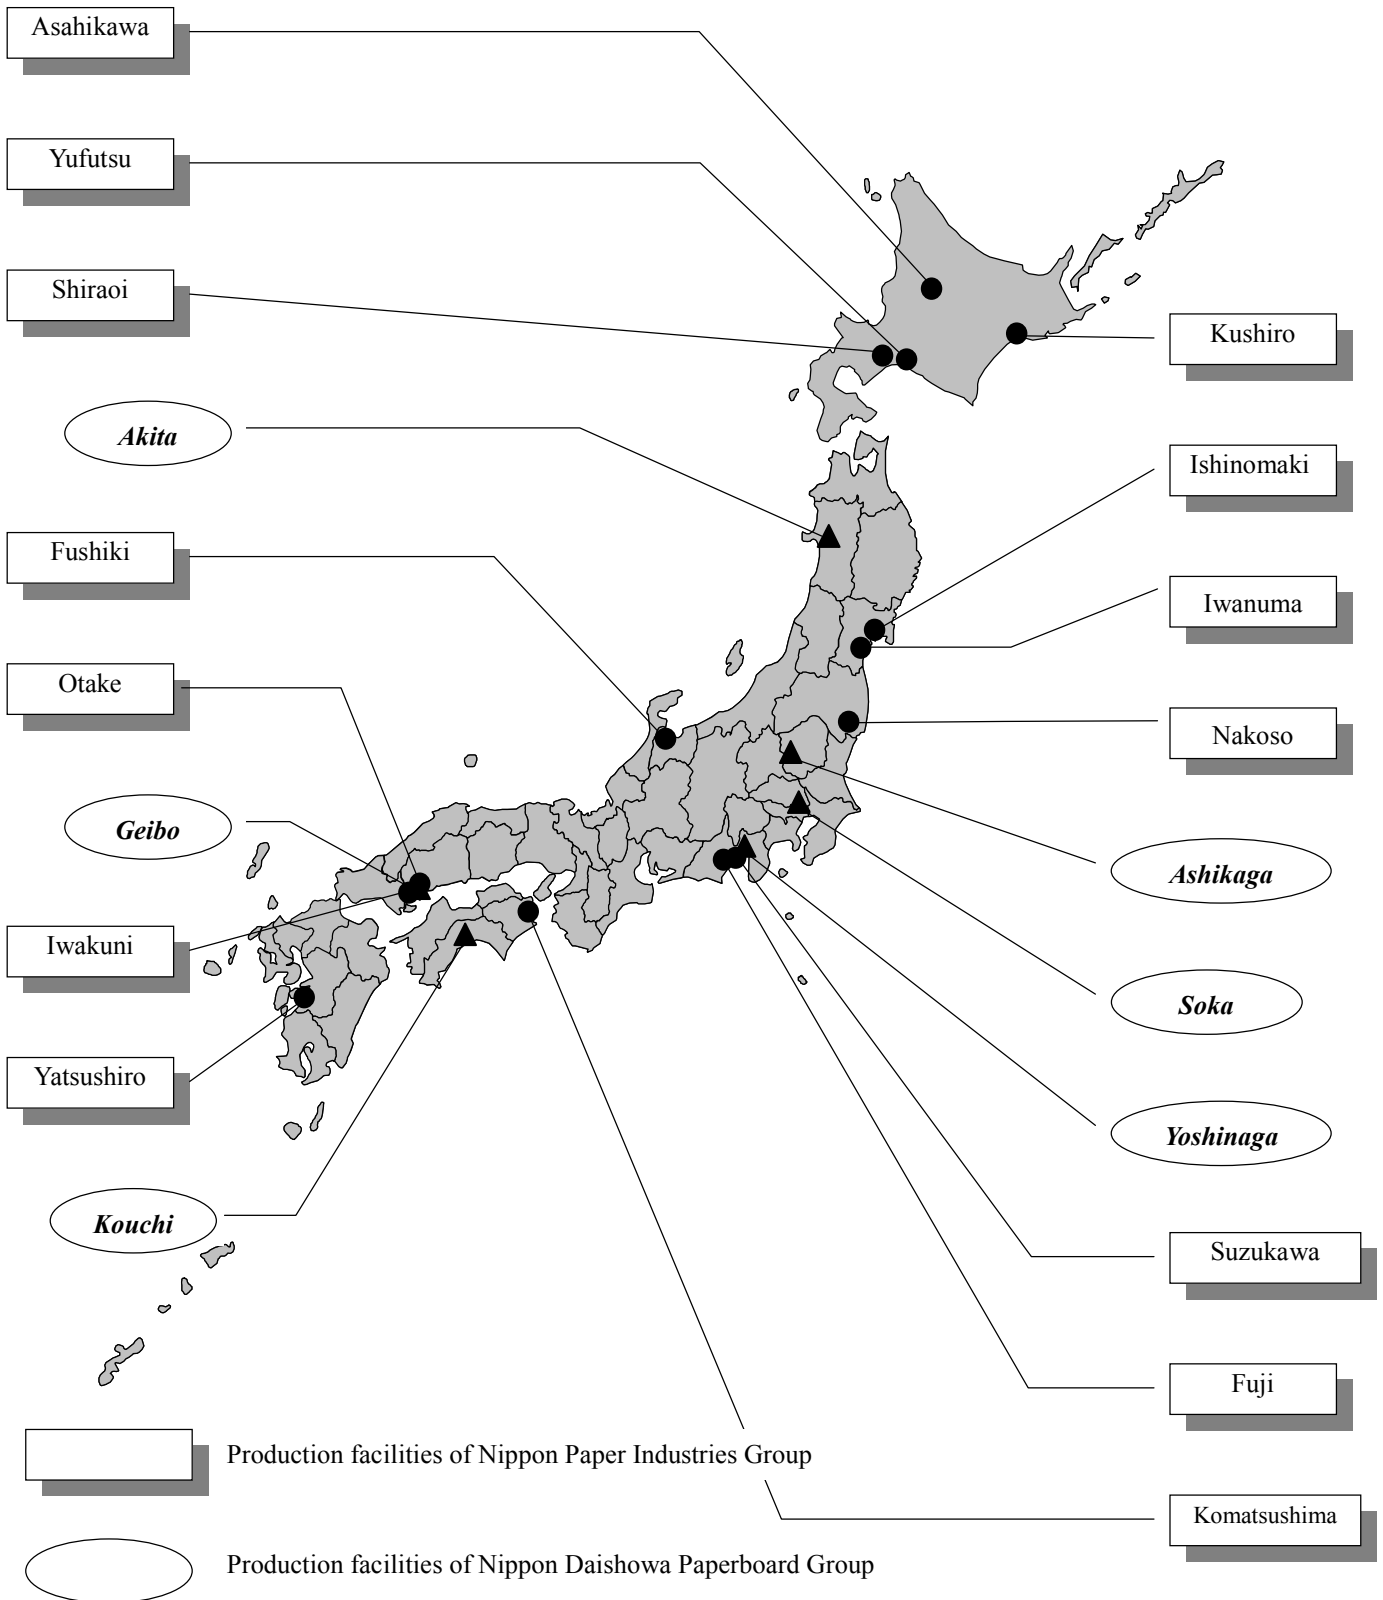 Asahikawa
Yufutsu
Shiraoi
Kushiro
Akita
Ishinomaki
Fushiki
Iwanuma
Otake
Nakoso
Geibo
Ashikaga
Iwakuni
Soka
Yatsushiro
Yoshinaga
Kouchi
Suzukawa
Fuji
Production facilities of Nippon Paper Industries Group
Komatsushima
Production facilities of Nippon Daishowa Paperboard Group